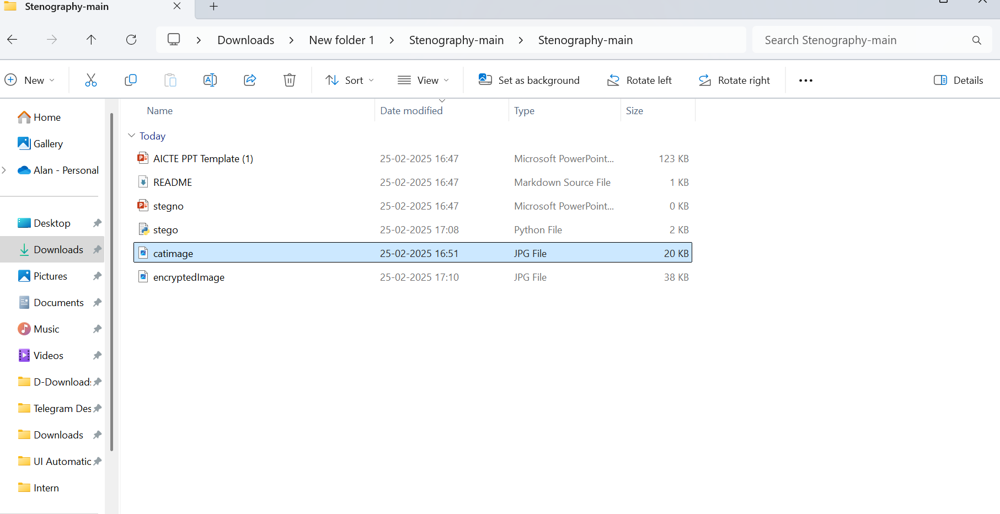 Stenography-main
Downloads > New folder 1 > Stenography-main > Stenography-main
Search Stenography-main
New
Sort
View
Set as background
Rotate left
Rotate right
Details
Home
Gallery
Alan - Personal
Desktop
Downloads
Pictures
Documents
Music
Videos
D-Downloads
Telegram Des
Downloads
UI Automatic
Intern
Name Date modified Type Size
Today
AICTE PPT Template (1) 25-02-2025 16:47 Microsoft PowerPoint... 123 KB
README 25-02-2025 16:47 Markdown Source File 1 KB
stegno 25-02-2025 16:47 Microsoft PowerPoint... 0 KB
stego 25-02-2025 17:08 Python File 2 KB
catimage 25-02-2025 16:51 JPG File 20 KB
encryptedImage 25-02-2025 17:10 JPG File 38 KB